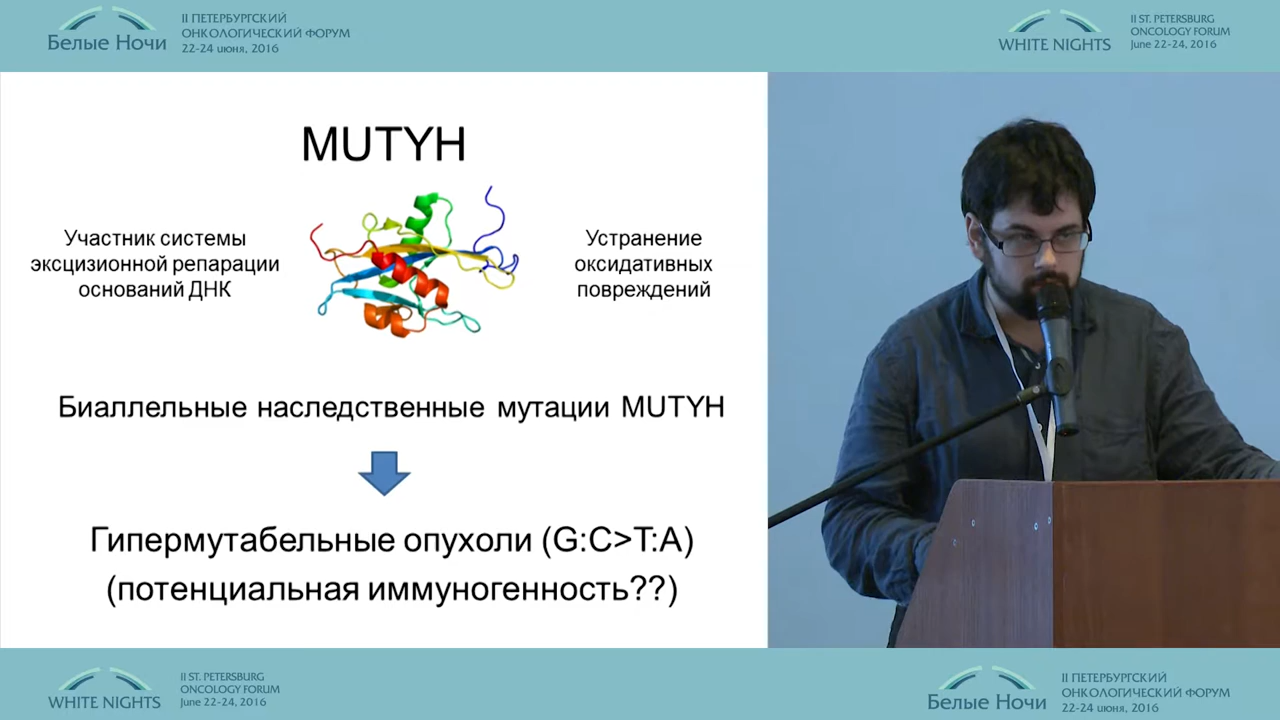 Белые Ночи
II ПЕТЕРБУРГСКИЙ
ОНКОЛОГИЧЕСКИЙ ФОРУМ
22-24 июня, 2016
WHITE NIGHTS
II ST. PETERSBURG
ONCOLOGY FORUM
June 22-24, 2016
MUTYH
Участник системы
эксцизионной репарации
оснований ДНК
Устранение
оксидативных
повреждений
Биаллельные наследственные мутации MUTYH
Гипермутабельные опухоли (G:C>T:A)
(потенциальная иммуногенность??)
WHITE NIGHTS
II ST. PETERSBURG
ONCOLOGY FORUM
June 22-24, 2016
Белые Ночи
II ПЕТЕРБУРГСКИЙ
ОНКОЛОГИЧЕСКИЙ ФОРУМ
22-24 июня, 2016